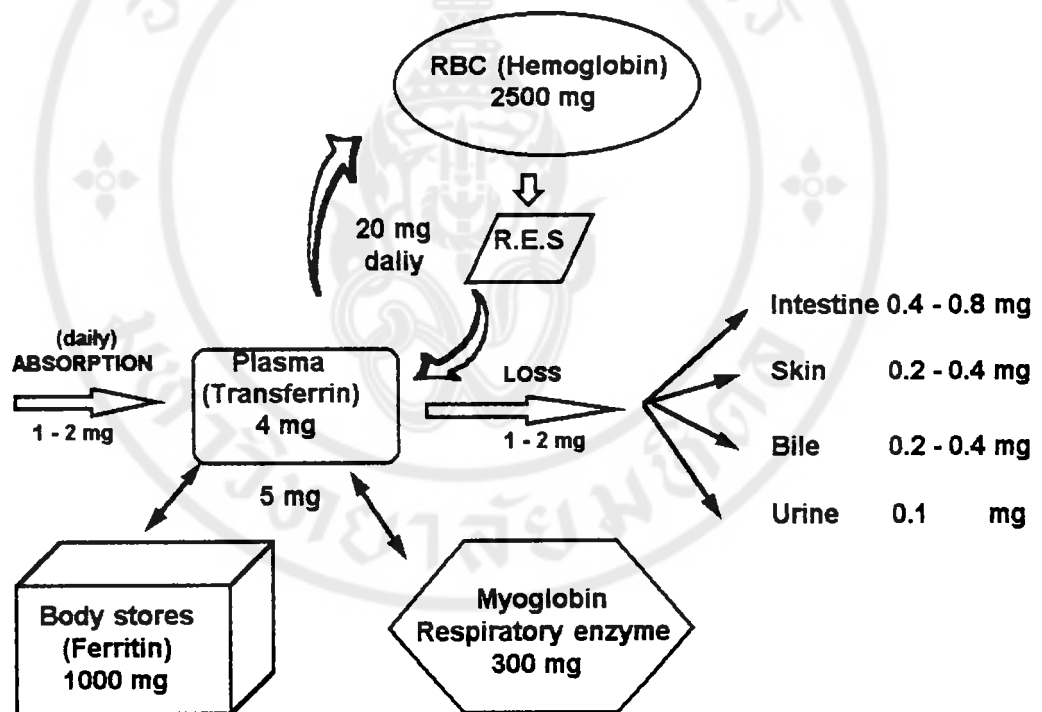 RBC (Hemoglobin)
2500 mg
20 mg
daliy
R.E.S
(daily)
ABSORPTION
1 - 2 mg
Plasma
(Transferrin)
4 mg
LOSS
1 - 2 mg
Intestine 0.4 - 0.8 mg
Skin 0.2 - 0.4 mg
Bile 0.2 - 0.4 mg
Urine 0.1 mg
5 mg
Body stores
(Ferritin)
1000 mg
Myoglobin
Respiratory enzyme
300 mg